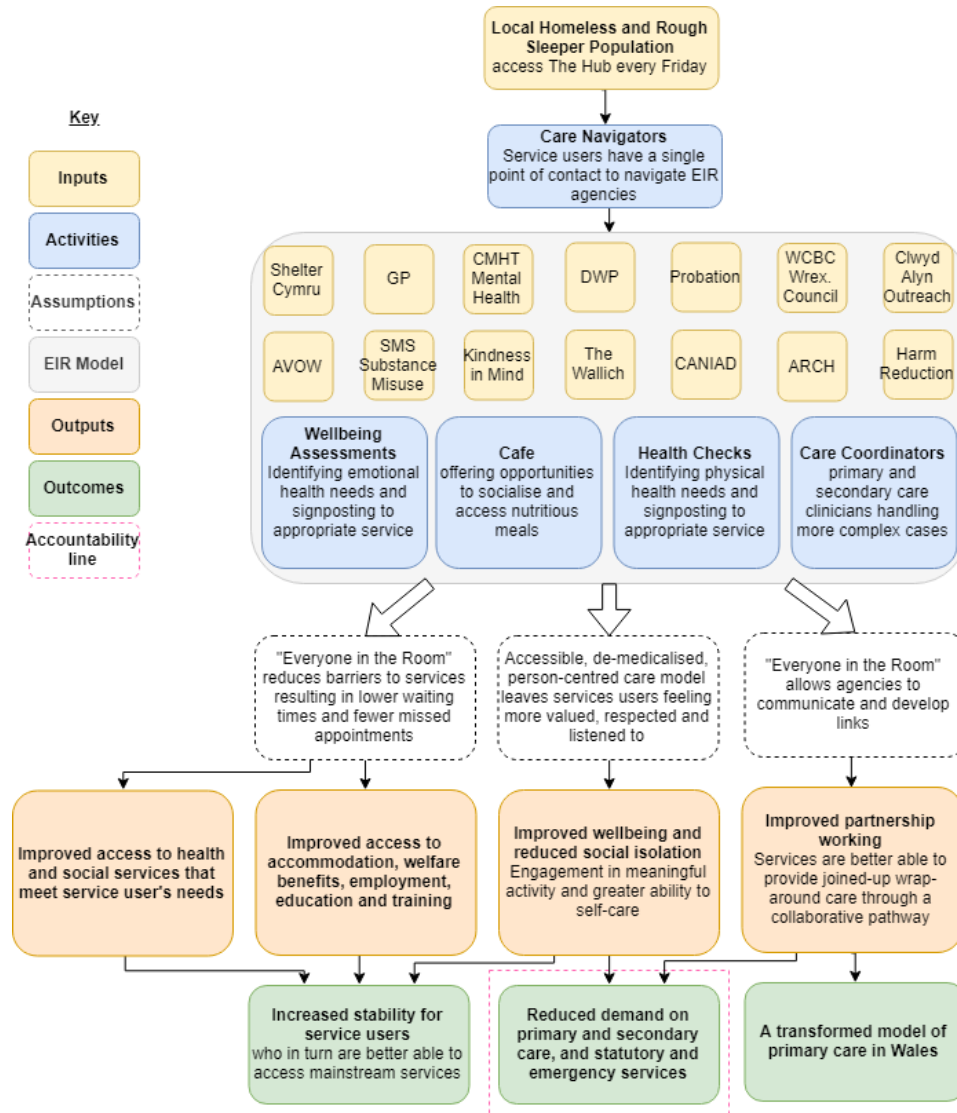 Local Homeless and Rough
Sleeper Population
access The Hub every Friday
Key
Inputs
Activities
Assumptions
EIR Model
Outputs
Outcomes
Accountability
line
Care Navigators
Service users have a single
point of contact to navigate EIR
agencies
Shelter
Cymru
GP
CMHT
Mental
Health
DWP
Probation
WCBC
Wrex.
Council
Clwyd
Alyn
Outreach
AVOW
SMS
Substance
Misuse
Kindness
in Mind
The
Wallich
CANIAD
ARCH
Harm
Reduction
Wellbeing
Assessments
Identifying emotional
health needs and
signposting to
appropriate service
Cafe
offering opportunities
to socialise and
access nutritious
meals
Health Checks
Identifying physical
health needs and
signposting to
appropriate service
Care Coordinators
primary and
secondary care
clinicians handling
more complex cases
"Everyone in the Room"
reduces barriers to services
resulting in lower waiting
times and fewer missed
appointments
Accessible, de-medicalised,
person-centred care model
leaves services users feeling
more valued, respected and
listened to
"Everyone in the Room"
allows agencies to
communicate and develop
links
Improved access to health
and social services that
meet service user's needs
Improved access to
accommodation, welfare
benefits, employment,
education and training
Improved wellbeing and
reduced social isolation
Engagement in meaningful
activity and greater ability to
self-care
Improved partnership
working
Services are better able to
provide joined-up wrap-
around care through a
collaborative pathway
Increased stability for
service users
who in turn are better able to
access mainstream services
Reduced demand on
primary and secondary
care, and statutory and
emergency services
A transformed model of
primary care in Wales